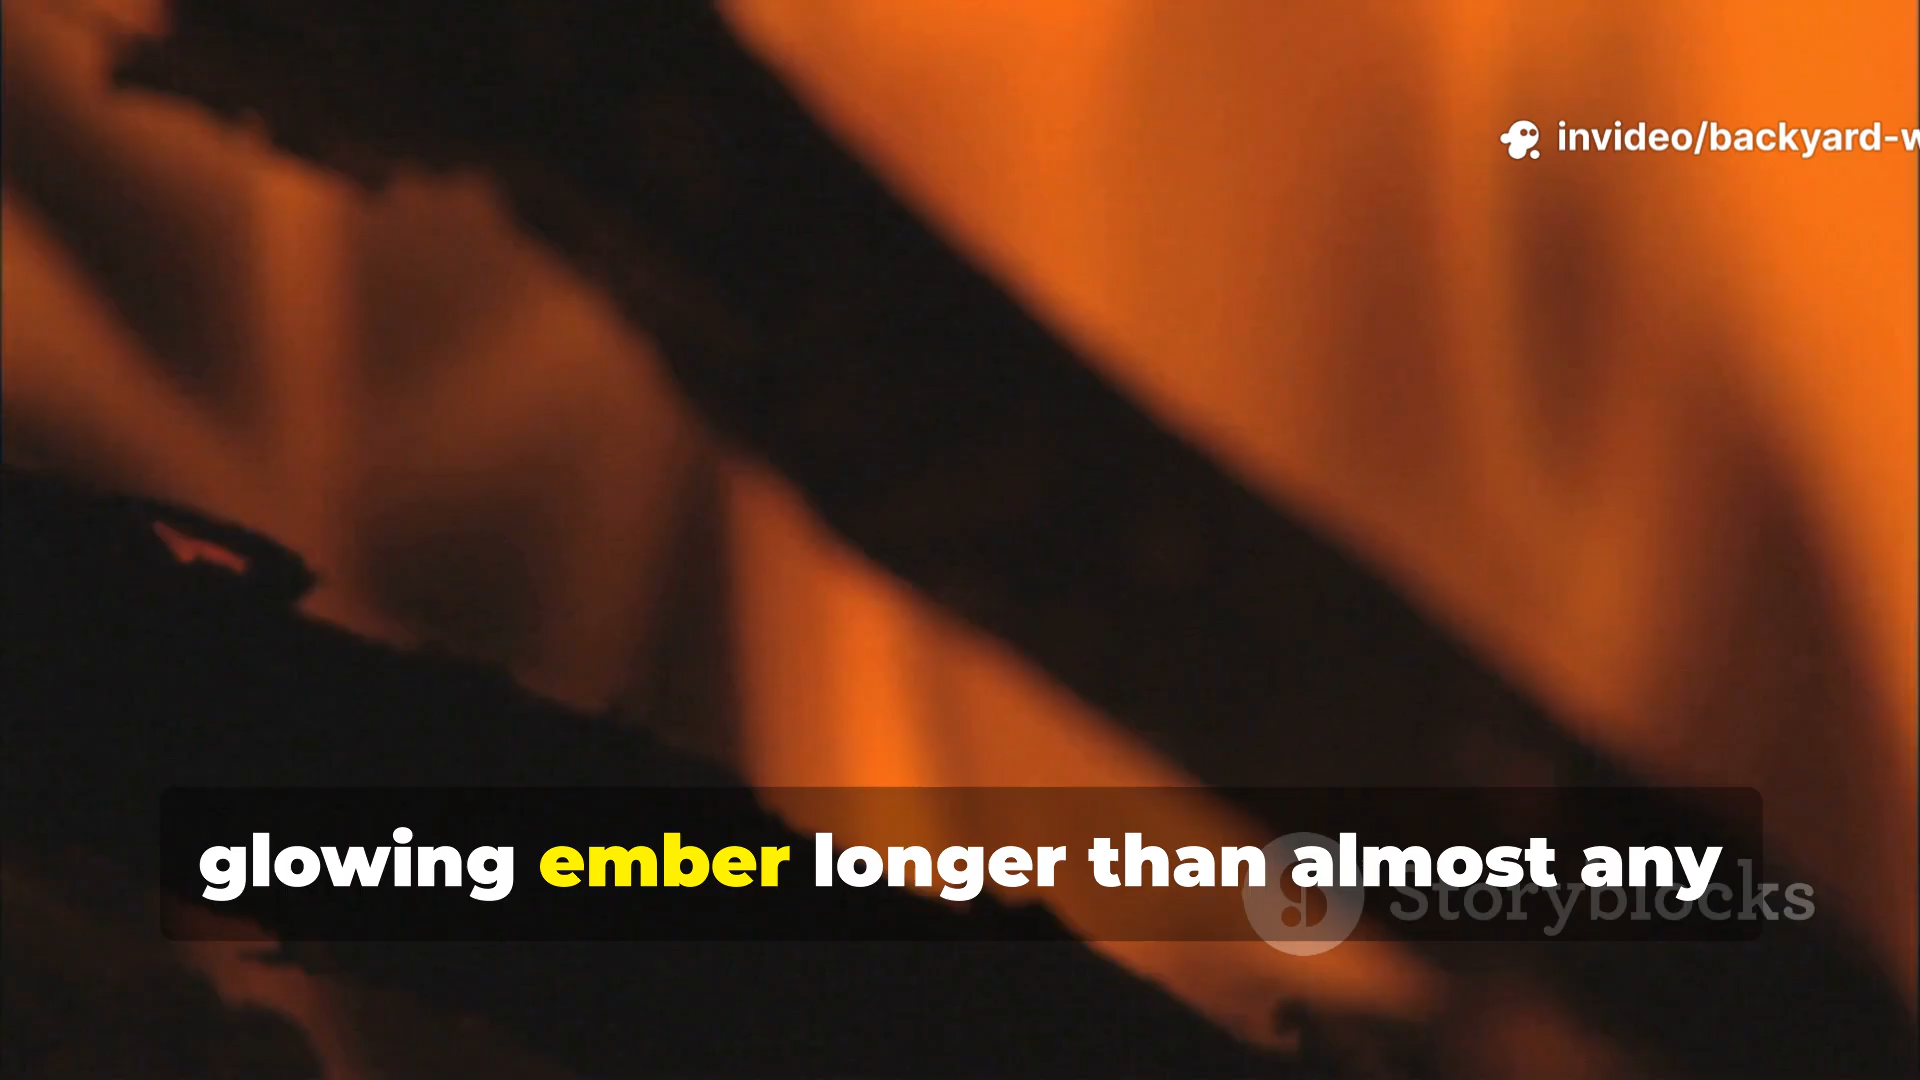 invideo/backyard-w
glowing ember longer than almost any
Storyblocks